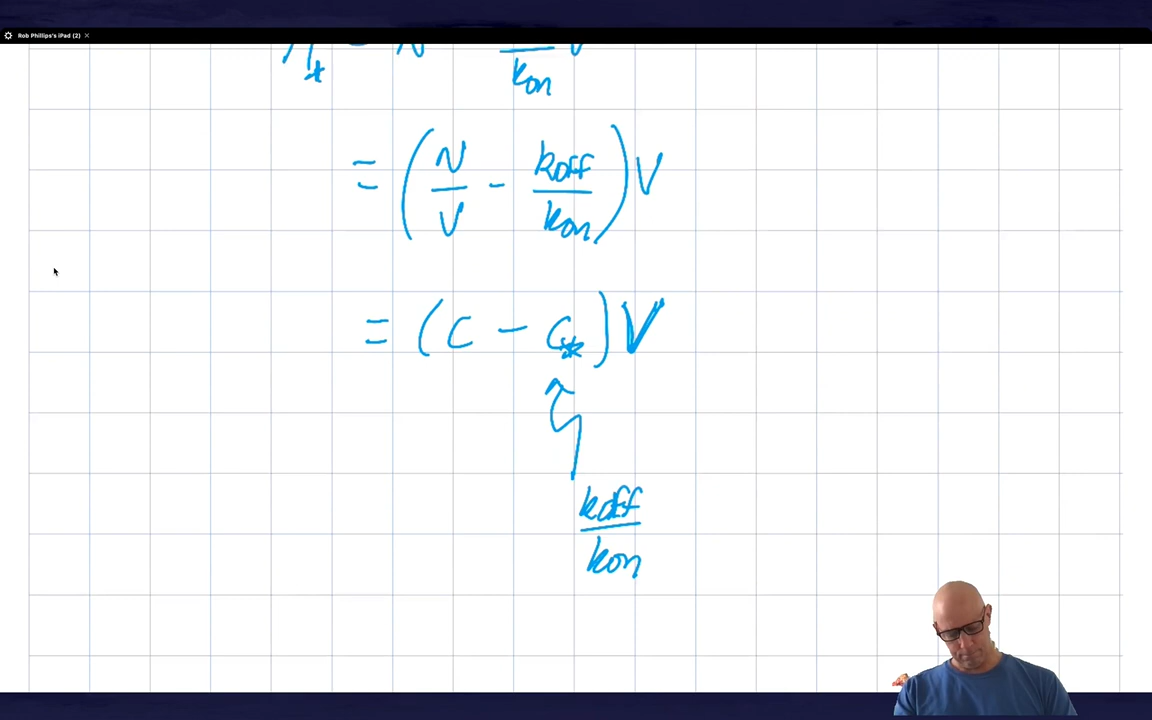 Rob Phillips's iPad (2) ×
n* = N - koff/kon V
= (N/V - koff/kon) V
= (c - c*) V
koff/kon